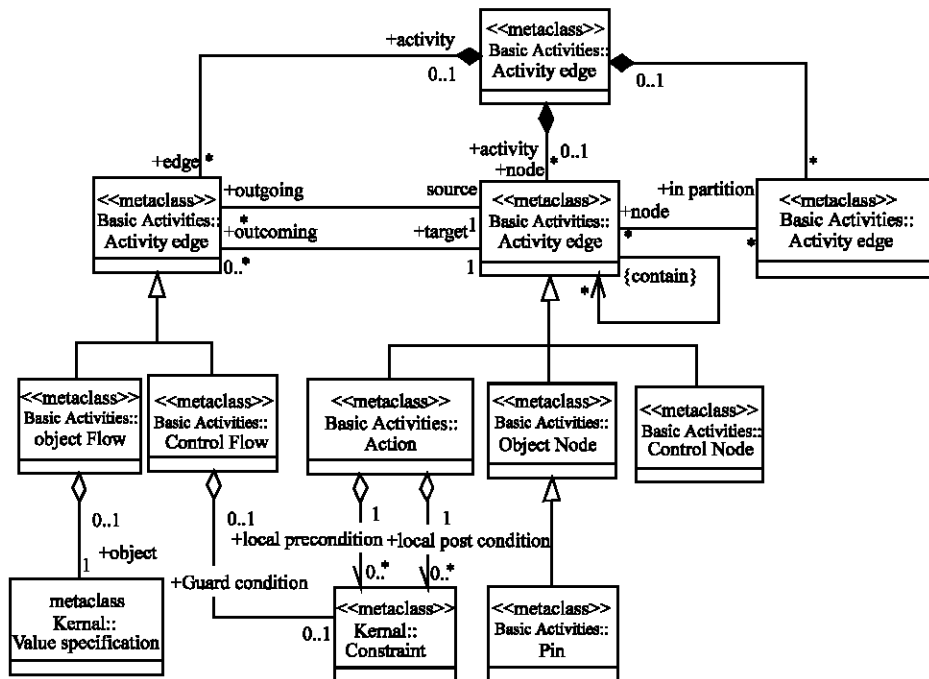 <<metaclass>>
Basic Activities::
Activity edge
+activity
0..1
0..1
+activity
0..1
+node
*
+edge
*
*
<<metaclass>>
Basic Activities::
Activity edge
+outgoing
source
*
1
+outcoming
+target
0..*
1
<<metaclass>>
Basic Activities::
Activity edge
+in partition
+node
*
*
<<metaclass>>
Basic Activities::
Activity edge
{contain}
*
<<metaclass>>
Basic Activities::
object Flow
<<metaclass>>
Basic Activities::
Control Flow
<<metaclass>>
Basic Activities::
Action
<<metaclass>>
Basic Activities::
Object Node
<<metaclass>>
Basic Activities::
Control Node
0..1
+object
1
0..1
+Guard condition
0..1
1
+local precondition
0..*
1
+local post condition
0..*
metaclass
Kernal::
Value specification
<<metaclass>>
Kernal::
Constraint
<<metaclass>>
Basic Activities::
Pin